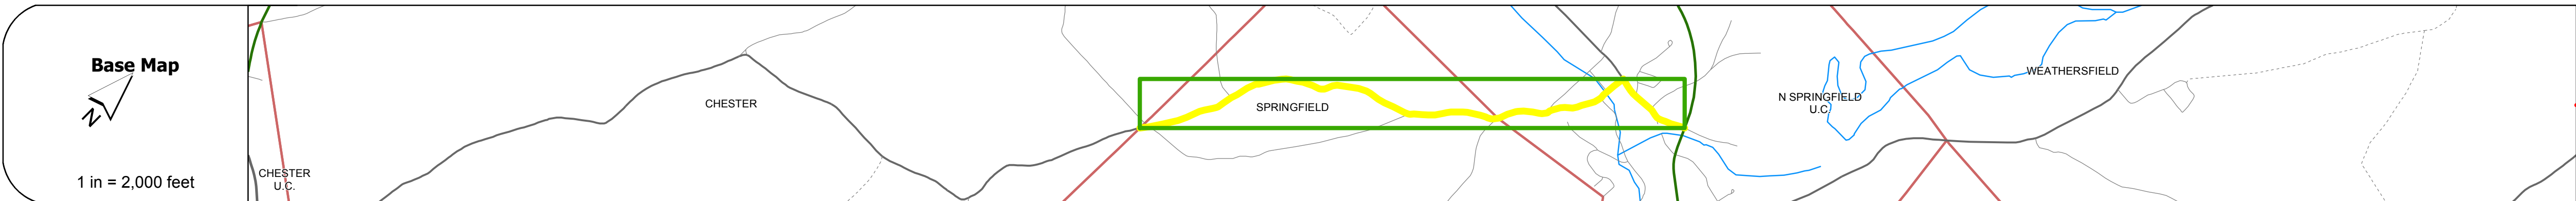 Base Map
N
1 in = 2,000 feet
CHESTER
U.C.
CHESTER
SPRINGFIELD
N SPRINGFIELD
U.C.
WEATHERSFIELD